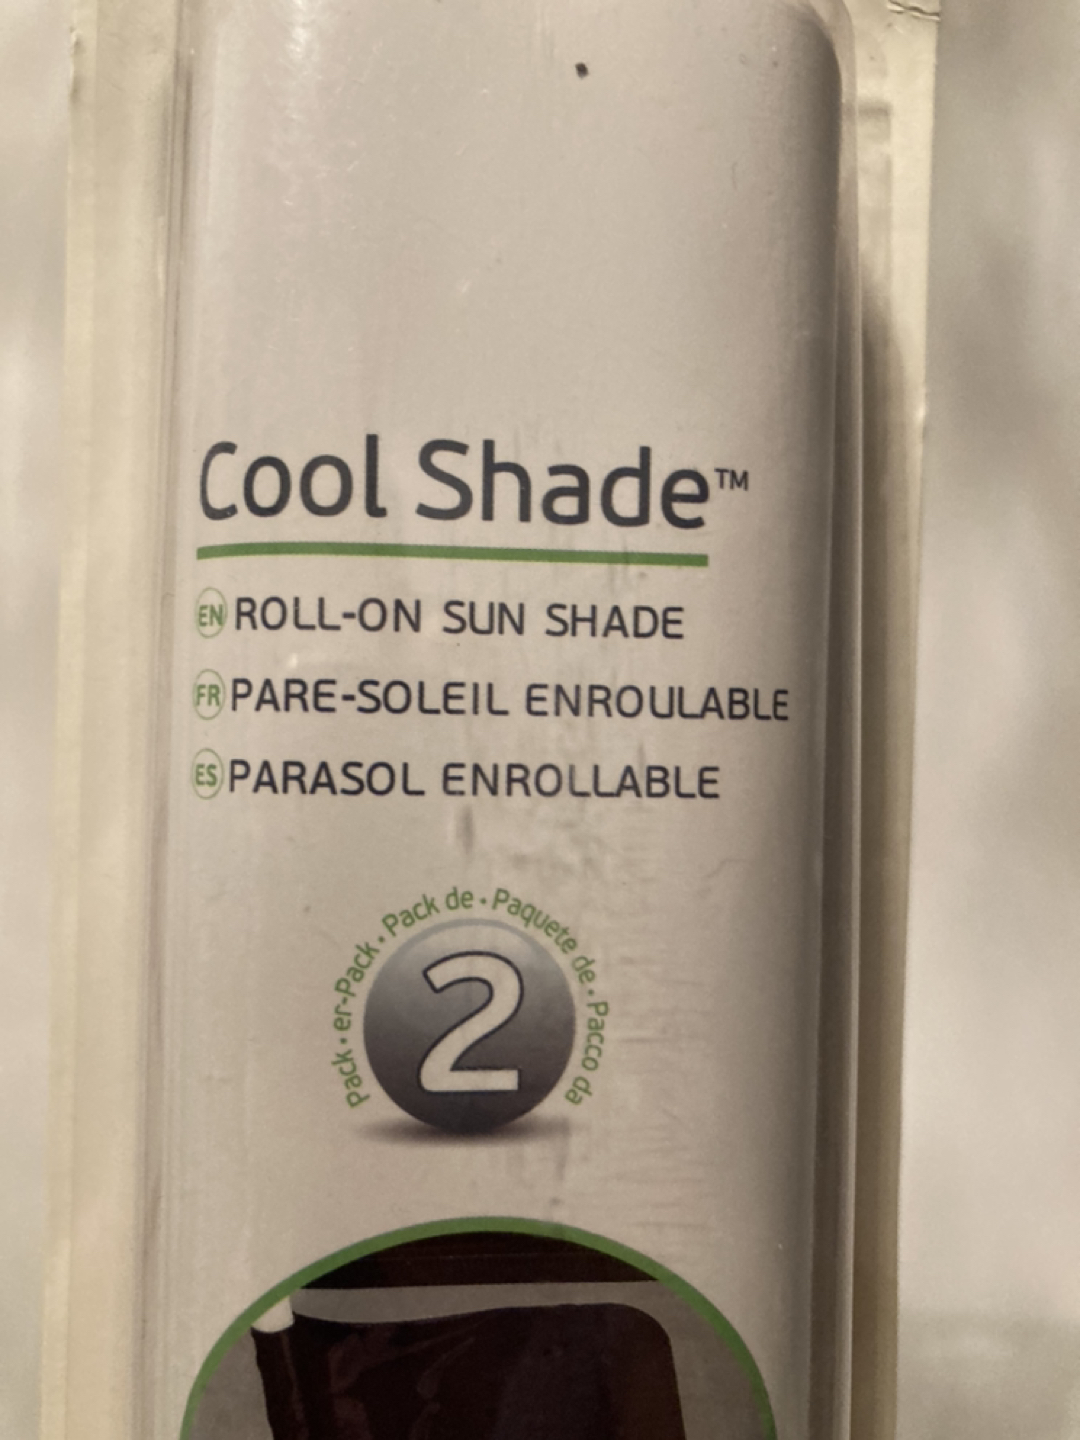 Cool Shade™
EN ROLL-ON SUN SHADE
FR PARE-SOLEIL ENROULABLE
ES PARASOL ENROLLABLE
Pack · er-Pack · Pack de · Paquete de · Pacco da
2